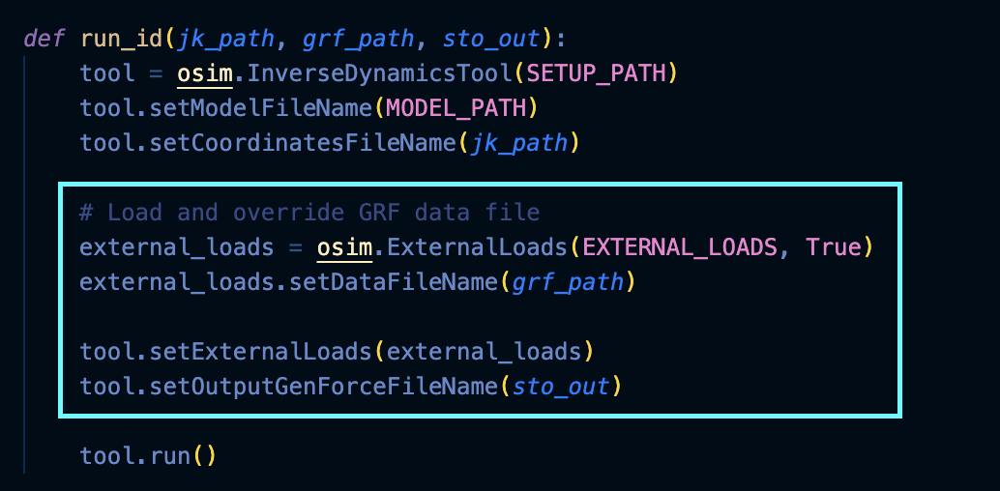 def run_id(jk_path, grf_path, sto_out):
    tool = osim.InverseDynamicsTool(SETUP_PATH)
    tool.setModelFileName(MODEL_PATH)
    tool.setCoordinatesFileName(jk_path)
    # Load and override GRF data file
    external_loads = osim.ExternalLoads(EXTERNAL_LOADS, True)
    external_loads.setDataFileName(grf_path)
    tool.setExternalLoads(external_loads)
    tool.setOutputGenForceFileName(sto_out)
    tool.run()